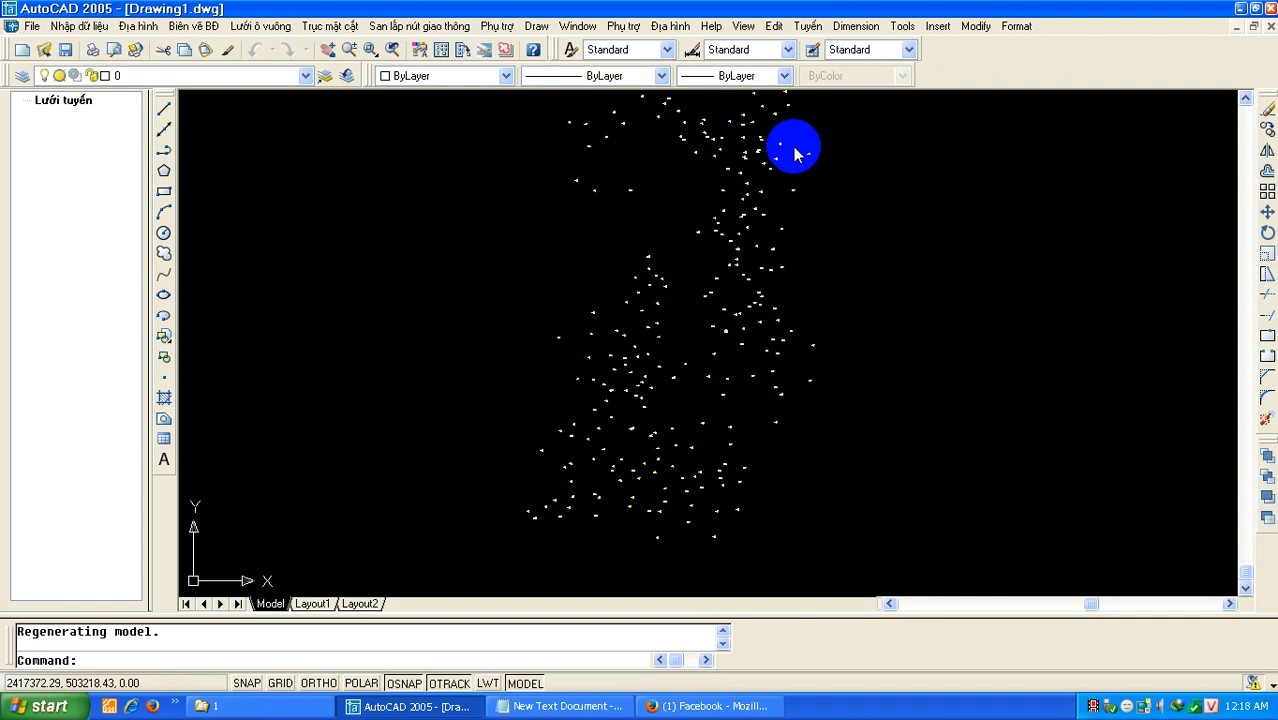 AutoCAD 2005 - [Drawing1.dwg]
File Nhập dữ liệu Địa hình Biên vẽ BĐ Lưới ô vuông Trục mặt cắt San lấp nút giao thông Phụ trợ Draw Window Phụ trợ Địa hình Help View Edit Tuyến Dimension Tools Insert Modify Format
Standard Standard Standard
0 ByLayer ByLayer ByLayer ByColor
Lưới tuyến
A
Y
X
Model Layout1 Layout2
Regenerating model.
Command:
2417372.29, 503218.43, 0.00 SNAP GRID ORTHO POLAR OSNAP OTRACK LWT MODEL
start 1 AutoCAD 2005 - [Dra... New Text Document -... (1) Facebook - Mozill... V 12:18 AM